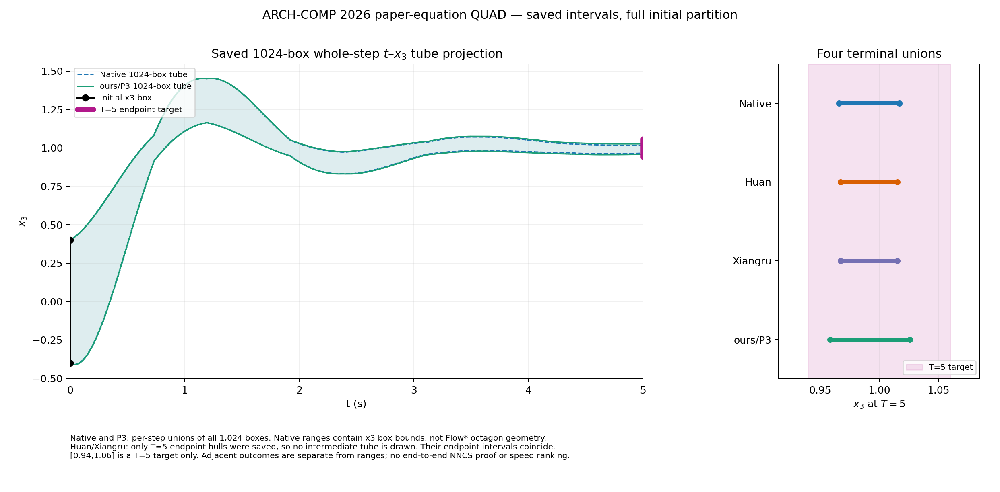 ARCH-COMP 2026 paper-equation QUAD — saved intervals, full initial partition
Saved 1024-box whole-step t–x₃ tube projection
Native 1024-box tube
ours/P3 1024-box tube
Initial x3 box
T=5 endpoint target
1.50
1.25
1.00
0.75
0.50
0.25
0.00
−0.25
−0.50
x₃
0
1
2
3
4
5
t (s)
Four terminal unions
Native
Huan
Xiangru
ours/P3
T=5 target
0.95
1.00
1.05
x₃ at T = 5
Native and P3: per-step unions of all 1,024 boxes. Native ranges contain x3 box bounds, not Flow* octagon geometry.
Huan/Xiangru: only T=5 endpoint hulls were saved, so no intermediate tube is drawn. Their endpoint intervals coincide.
[0.94,1.06] is a T=5 target only. Adjacent outcomes are separate from ranges; no end-to-end NNCS proof or speed ranking.